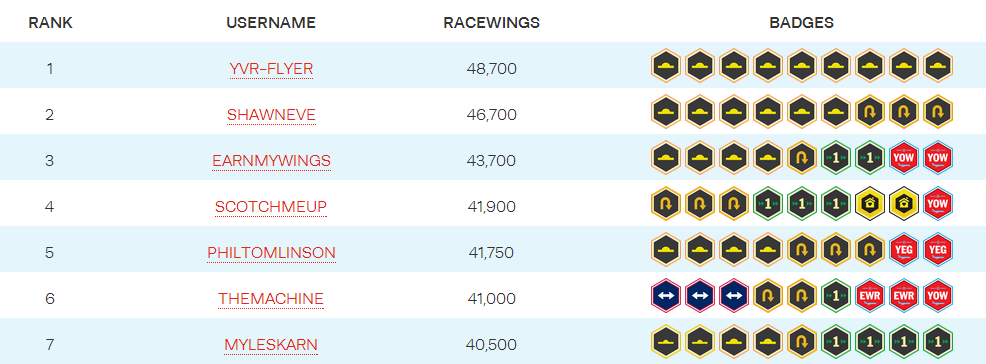 RANK USERNAME RACEWINGS BADGES
1 YVR-FLYER 48,700
2 SHAWNEVE 46,700
3 EARNMYWINGS 43,700 1 1 YOW YOW
4 SCOTCHMEUP 41,900 1 1 1 YOW
5 PHILTOMLINSON 41,750 YEG YEG
6 THEMACHINE 41,000 1 EWR EWR YOW
7 MYLESKARN 40,500 1 1 1 1